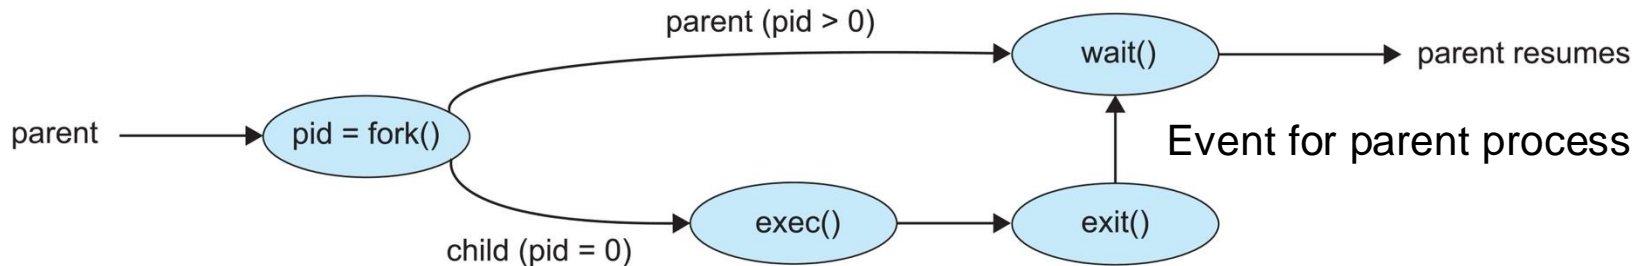 parent (pid > 0)
wait()
parent resumes
parent
pid = fork()
Event for parent process
exec()
exit()
child (pid = 0)